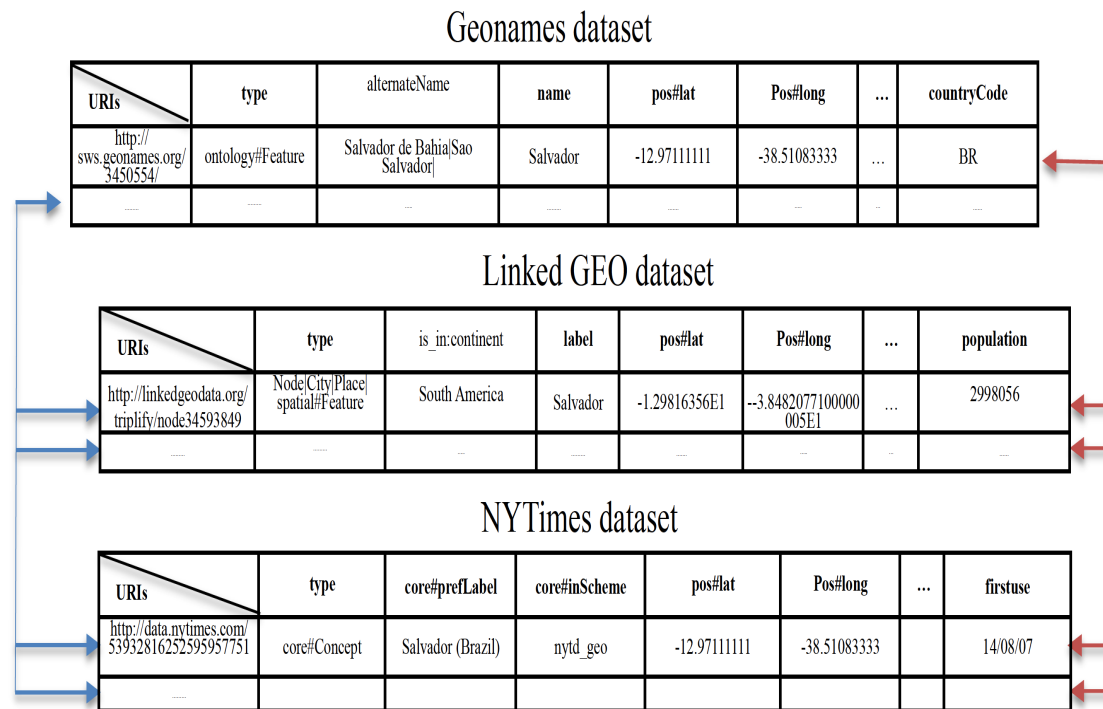 Geonames dataset
URIs type alternateName name pos#lat Pos#long ... countryCode
http://
sws.geonames.org/
3450554/
ontology#Feature
Salvador de Bahia|Sao
Salvador|
Salvador -12.97111111 -38.51083333 ... BR
........ ........ .... ........ ...... .... ... .....
Linked GEO dataset
URIs type is_in:continent label pos#lat Pos#long ... population
http://linkedgeodata.org/
triplify/node34593849
Node|City|Place|
spatial#Feature
South America
Salvador -1.29816356E1
--3.8482077100000
005E1
... 2998056
........ ........ .... ........ ...... .... ... .....
NYTimes dataset
URIs type core#prefLabel core#inScheme pos#lat Pos#long ... firstuse
http://data.nytimes.com/
53932816252595957751
core#Concept Salvador (Brazil) nytd_geo -12.97111111 -38.51083333 14/08/07
........